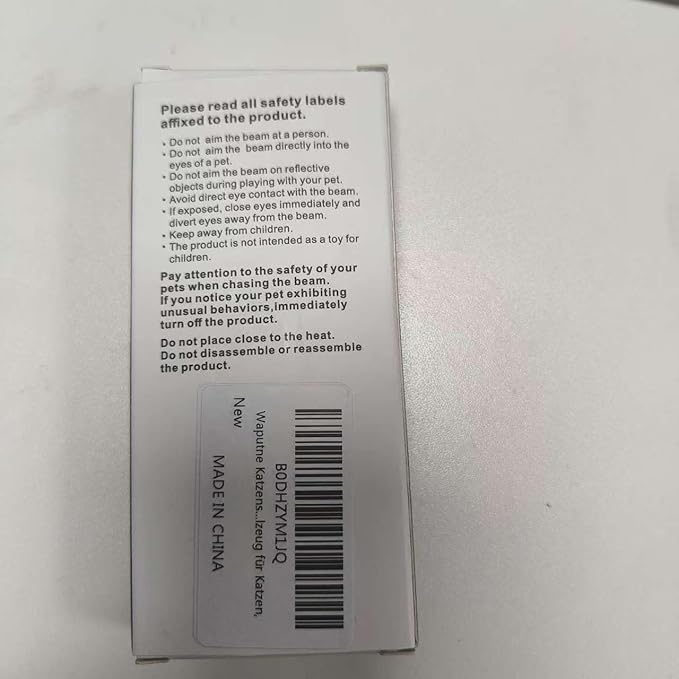 Please read all safety labels
affixed to the product.
• Do not aim the beam at a person.
• Do not aim the beam directly into the
eyes of a pet.
• Do not aim the beam on reflective
objects during playing with your pet.
• Avoid direct eye contact with the beam.
• If exposed, close eyes immediately and
divert eyes away from the beam.
• Keep away from children.
• The product is not intended as a toy for
children.
Pay attention to the safety of your
pets when chasing the beam.
If you notice your pet exhibiting
unusual behaviors,immediately
turn off the product.
Do not place close to the heat.
Do not disassemble or reassemble
the product.
B0DHZYM1JQ
Waputne Katzens...lzeug für Katzen,
New
MADE IN CHINA